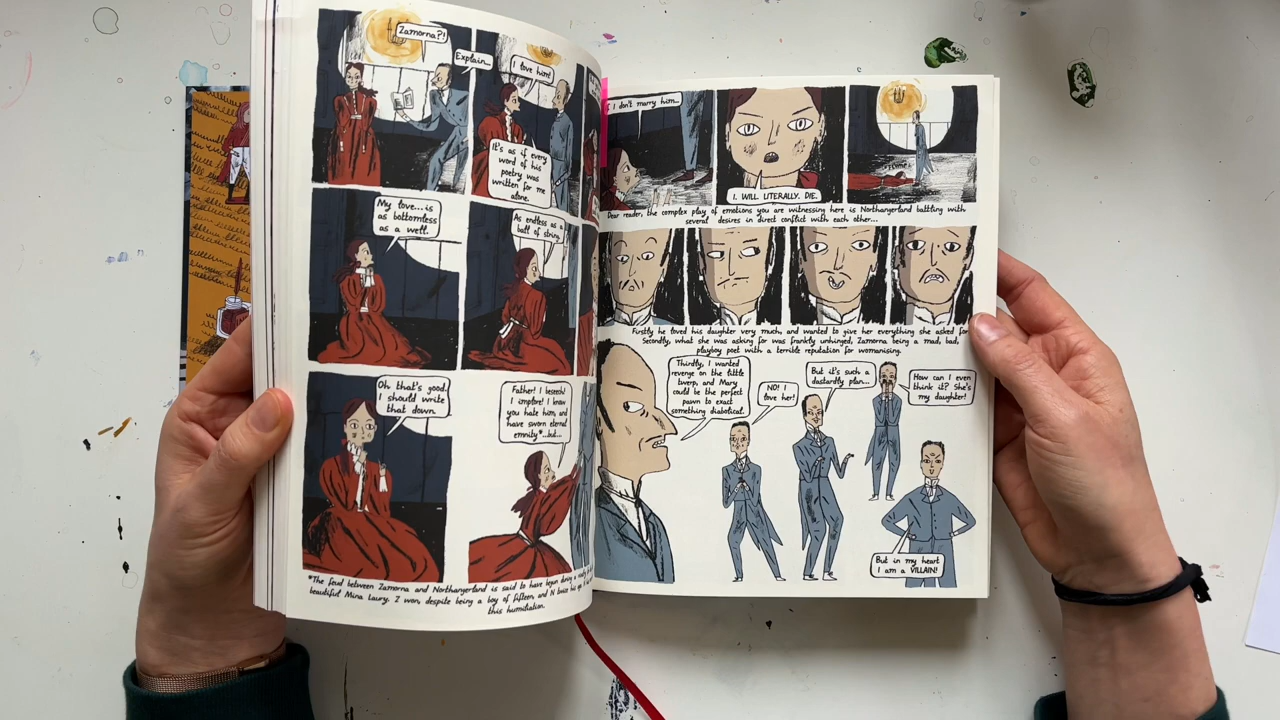 Zamorna?!
Explain...
I love him!
It's as if every
word of his
poetry was
written for me
alone.
My love... is
as bottomless
as a well.
As endless as a
ball of string.
Oh that's good.
I should write
that down.
Father! I beseech!
I implore! I know
you hate him, and
have sworn eternal
enmity*...but...
*The feud between Zamorna and Northangerland is said to have begun during a
beautiful Mina Laury. Z won, despite being a boy of fifteen, and N twice his age
this humiliation.
I don't marry him...
I. WILL. LITERALLY. DIE.
Dear reader, the complex play of emotions you are witnessing here is Northangerland battling with
several desires in direct conflict with each other...
Firstly he loved his daughter very much, and wanted to give her everything she asked for.
Secondly, what she was asking for was frankly unhinged, Zamorna being a mad, bad,
playboy poet with a terrible reputation for womanising.
Thirdly, I wanted
revenge on the little
twerp, and Mary
could be the perfect
pawn to exact
something diabolical.
NO! I
love her!
But it's such a
dastardly plan...
How can I even
think it? She's
my daughter!
But in my heart
I am a VILLAIN!